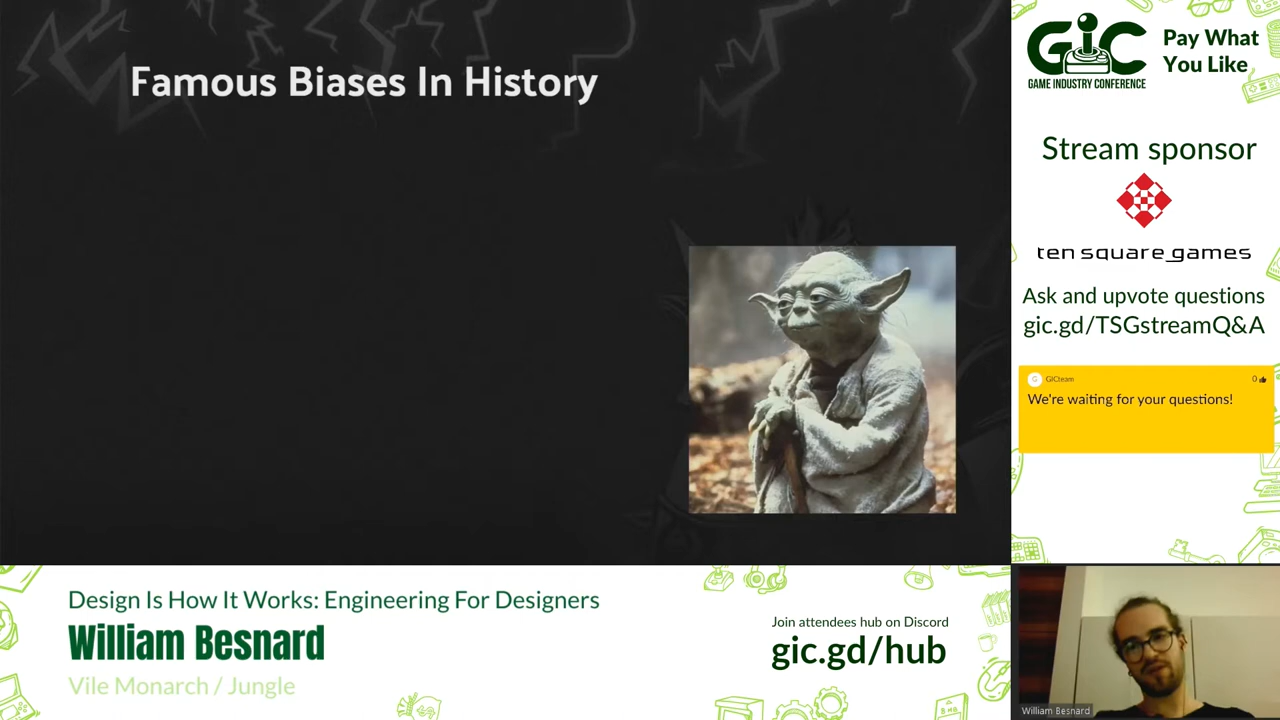 Famous Biases In History
GIC
GAME INDUSTRY CONFERENCE
Pay What
You Like
Stream sponsor
ten square games
Ask and upvote questions
gic.gd/TSGstreamQ&A
G GICteam 0
We're waiting for your questions!
Design Is How It Works: Engineering For Designers
William Besnard
Vile Monarch / Jungle
Join attendees hub on Discord
gic.gd/hub
William Besnard